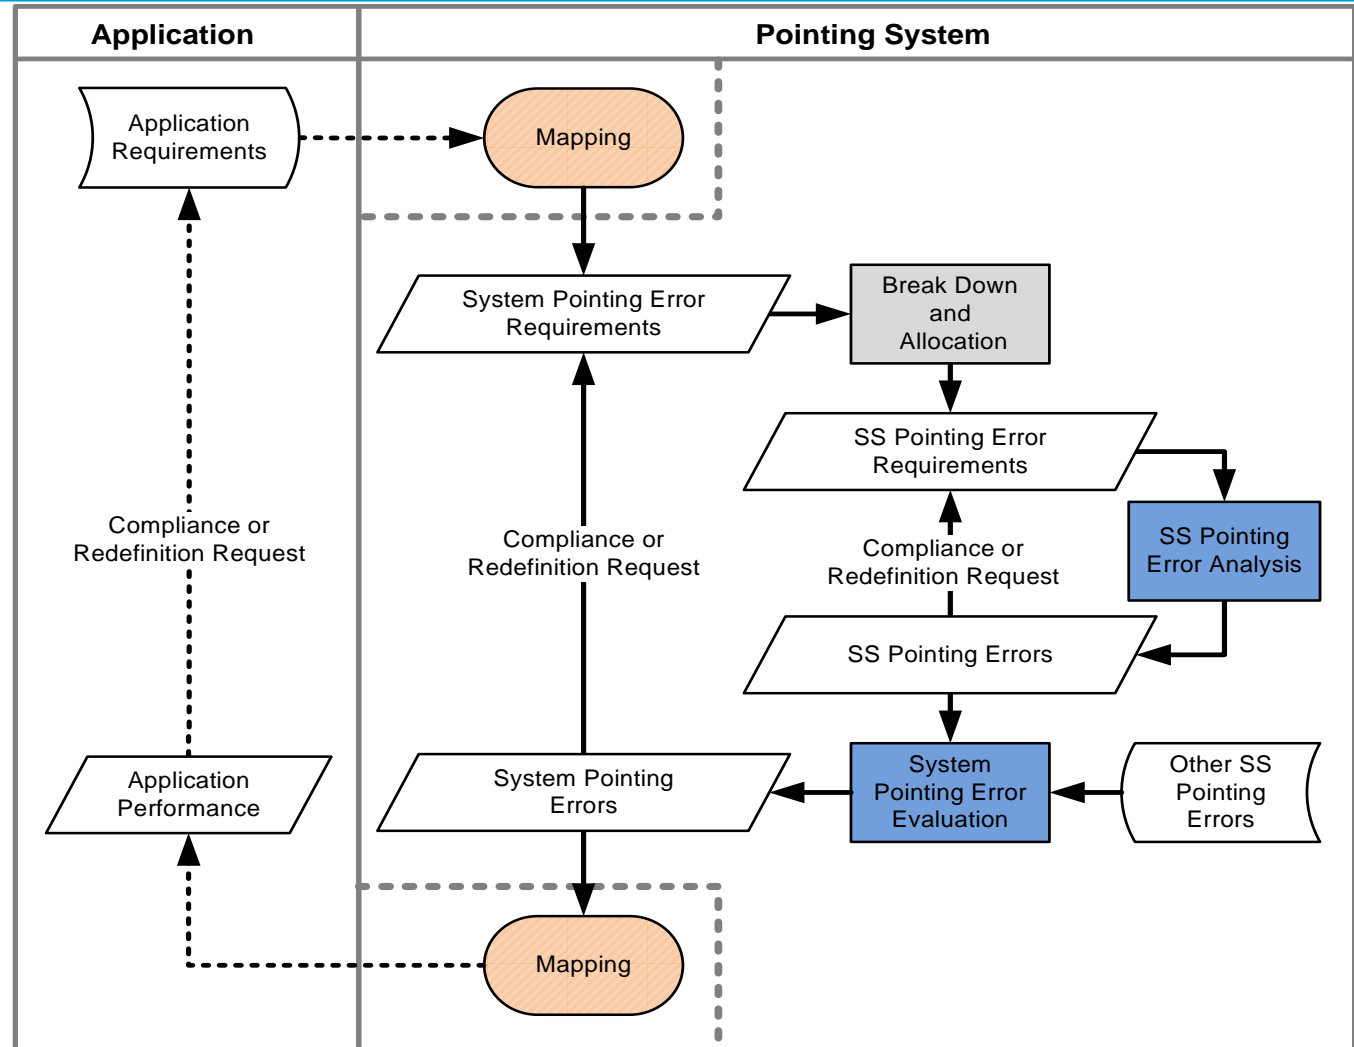 Application
Pointing System
Application
Requirements
Mapping
System Pointing Error
Requirements
Break Down
and
Allocation
SS Pointing Error
Requirements
SS Pointing
Error Analysis
Compliance or
Redefinition Request
Compliance or
Redefinition Request
Compliance or
Redefinition Request
SS Pointing Errors
Application
Performance
System Pointing
Errors
System
Pointing Error
Evaluation
Other SS
Pointing
Errors
Mapping